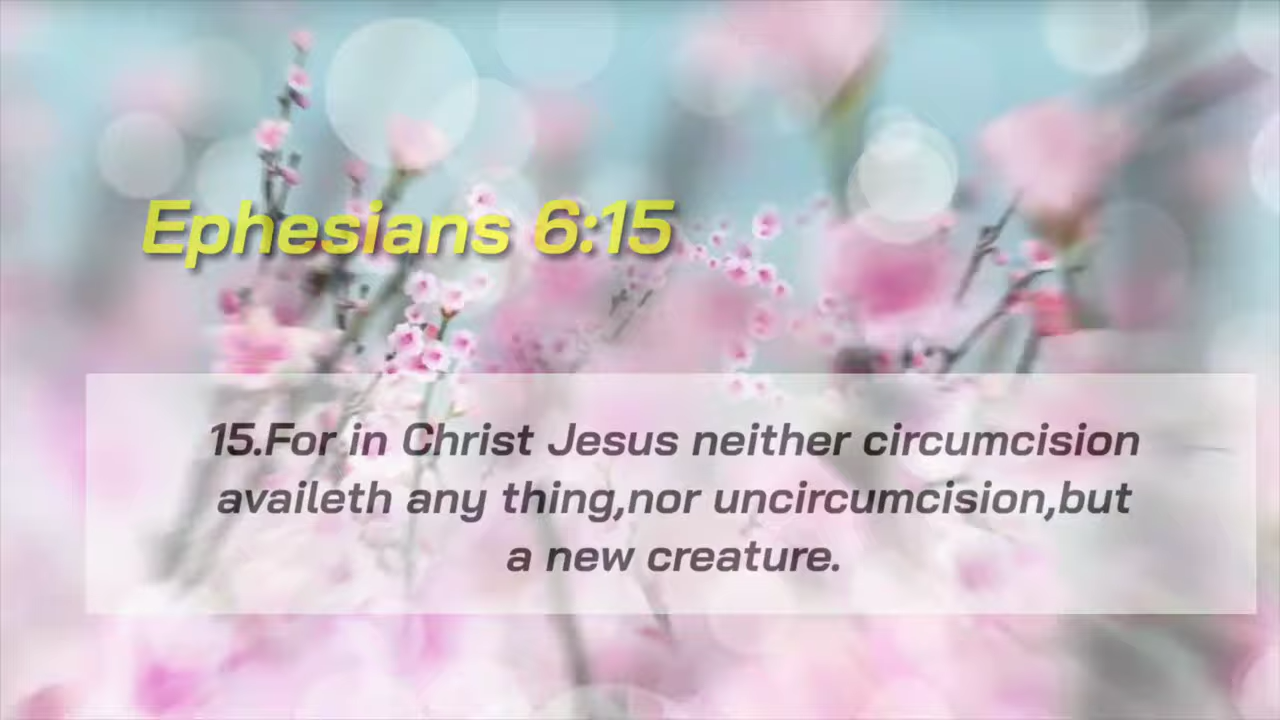 Ephesians 6:15
15.For in Christ Jesus neither circumcision
availeth any thing,nor uncircumcision,but
a new creature.